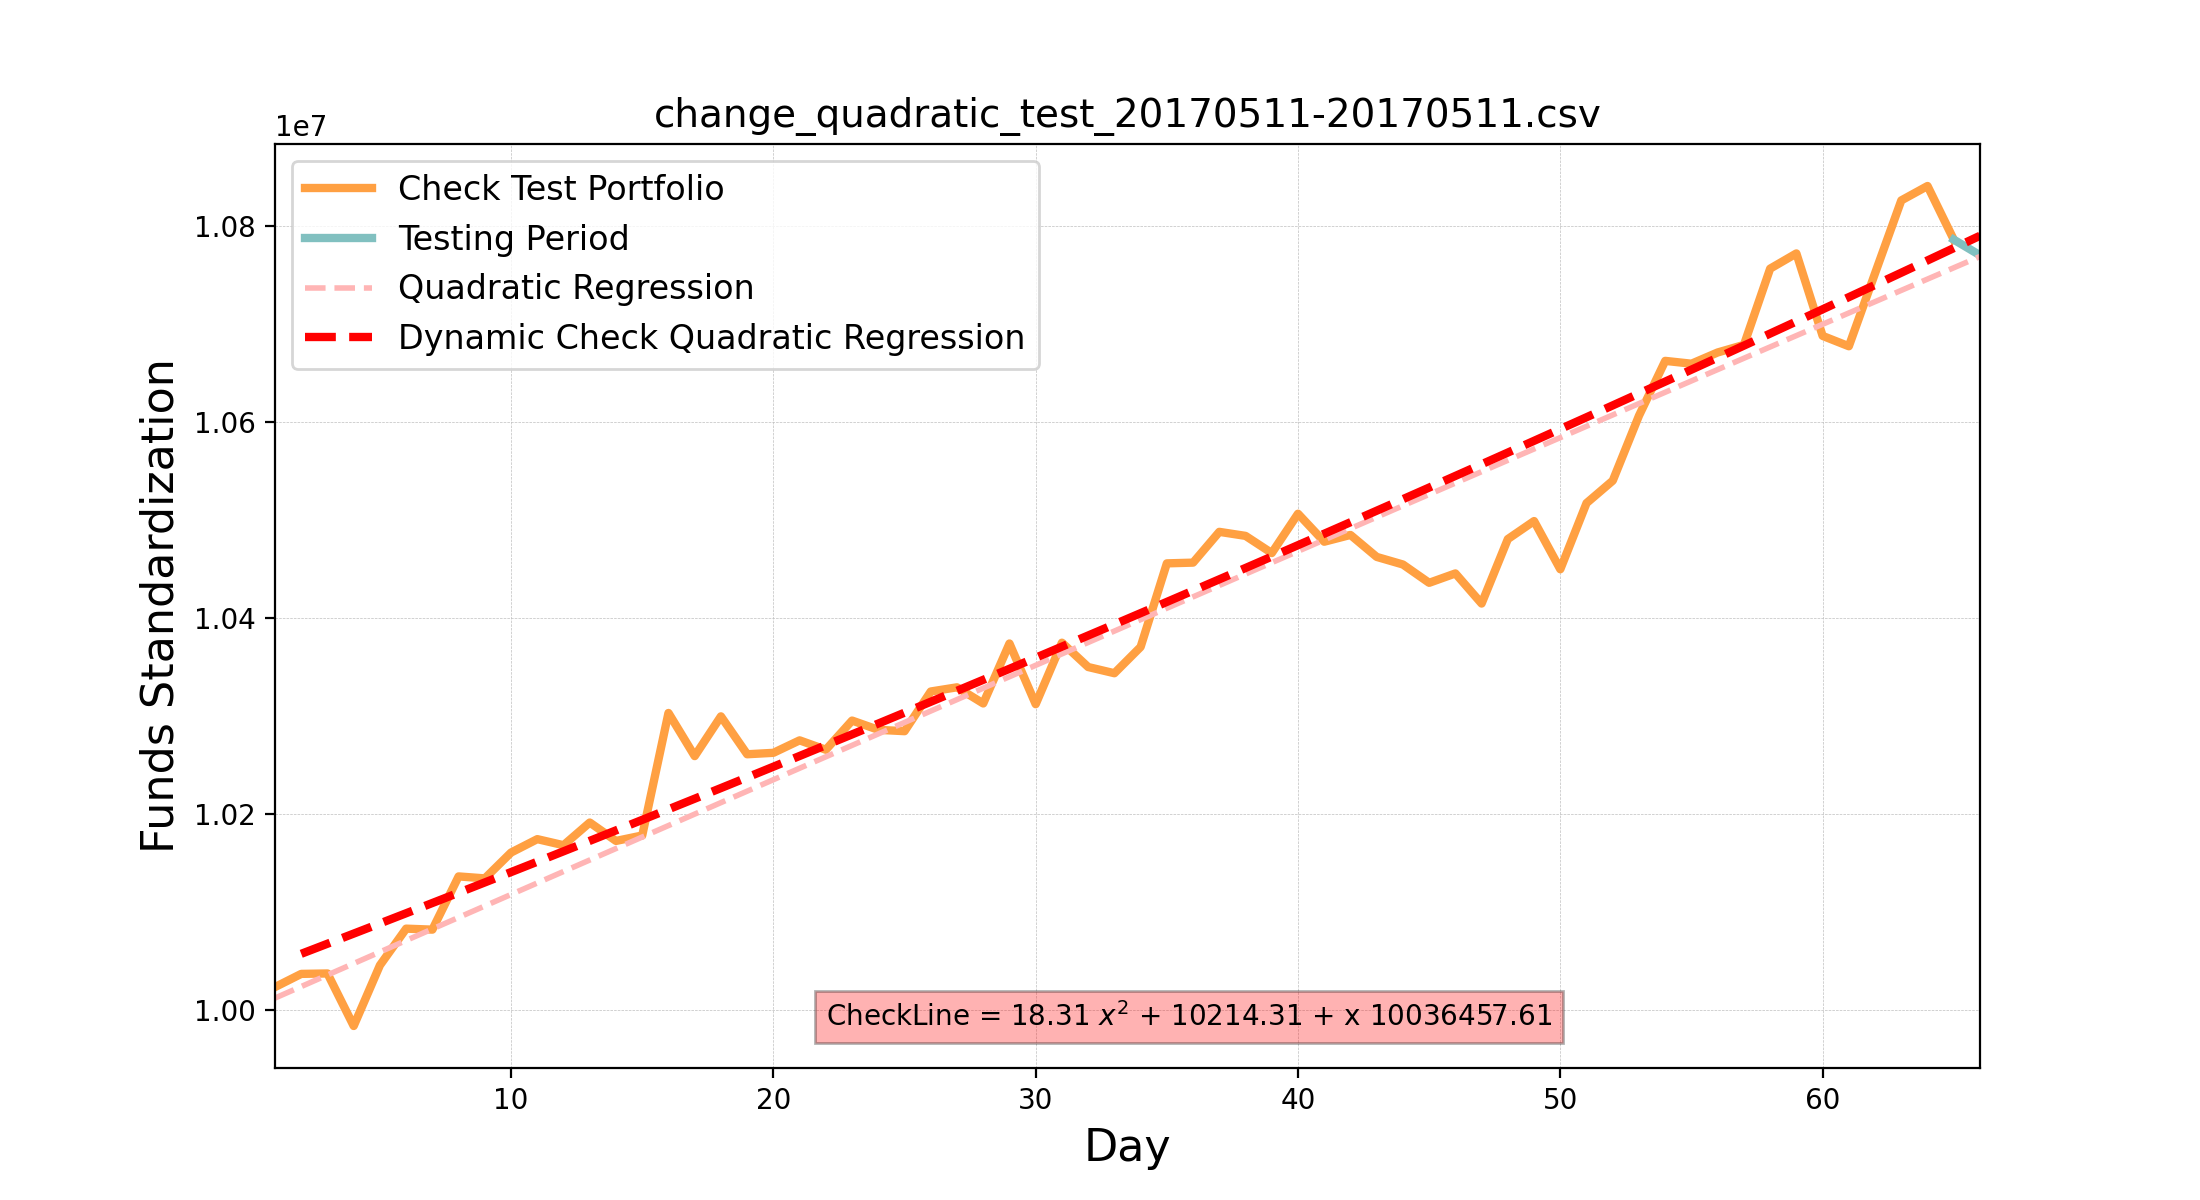 change_quadratic_test_20170511-20170511.csv
1e7
Check Test Portfolio
Testing Period
Quadratic Regression
Dynamic Check Quadratic Regression
1.08
1.06
1.04
1.02
1.00
Funds Standardization
CheckLine = 18.31 x² + 10214.31 + x 10036457.61
10 20 30 40 50 60
Day